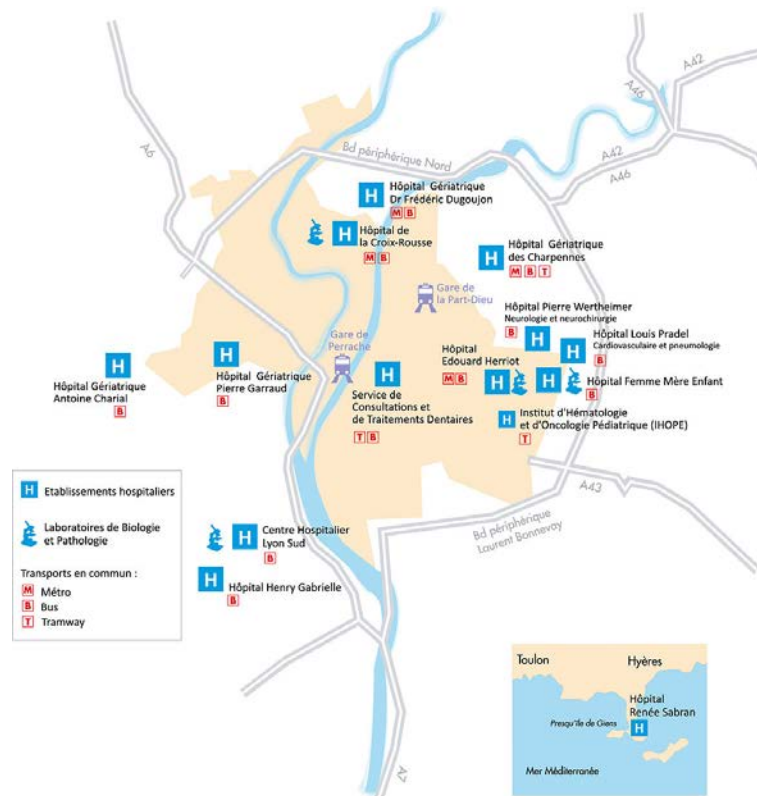 A42
A46
A6
Bd périphérique Nord
A42
A46
Hôpital Gériatrique
Dr Frédéric Dugoujon
M B
Hôpital de
la Croix-Rousse
M B
Hôpital Gériatrique
des Charpennes
M B T
Gare de
la Part-Dieu
Hôpital Pierre Wertheimer
Neurologie et neurochirurgie
B
Hôpital Louis Pradel
Cardiovasculaire et pneumologie
B
Gare de
Perrache
Hôpital
Edouard Herriot
M B
Hôpital Femme Mère Enfant
B
Hôpital Gériatrique
Antoine Charial
B
Hôpital Gériatrique
Pierre Garraud
B
Service de
Consultations et
de Traitements Dentaires
T B
Institut d'Hématologie
et d'Oncologie Pédiatrique (IHOPE)
T
A43
Bd périphérique
Laurent Bonnevay
H Etablissements hospitaliers
Laboratoires de Biologie
et Pathologie
Transports en commun :
M Métro
B Bus
T Tramway
Centre Hospitalier
Lyon Sud
B
Hôpital Henry Gabrielle
B
A7
Toulon
Hyères
Hôpital
Renée Sabran
Presqu'île de Giens
Mer Méditerranée